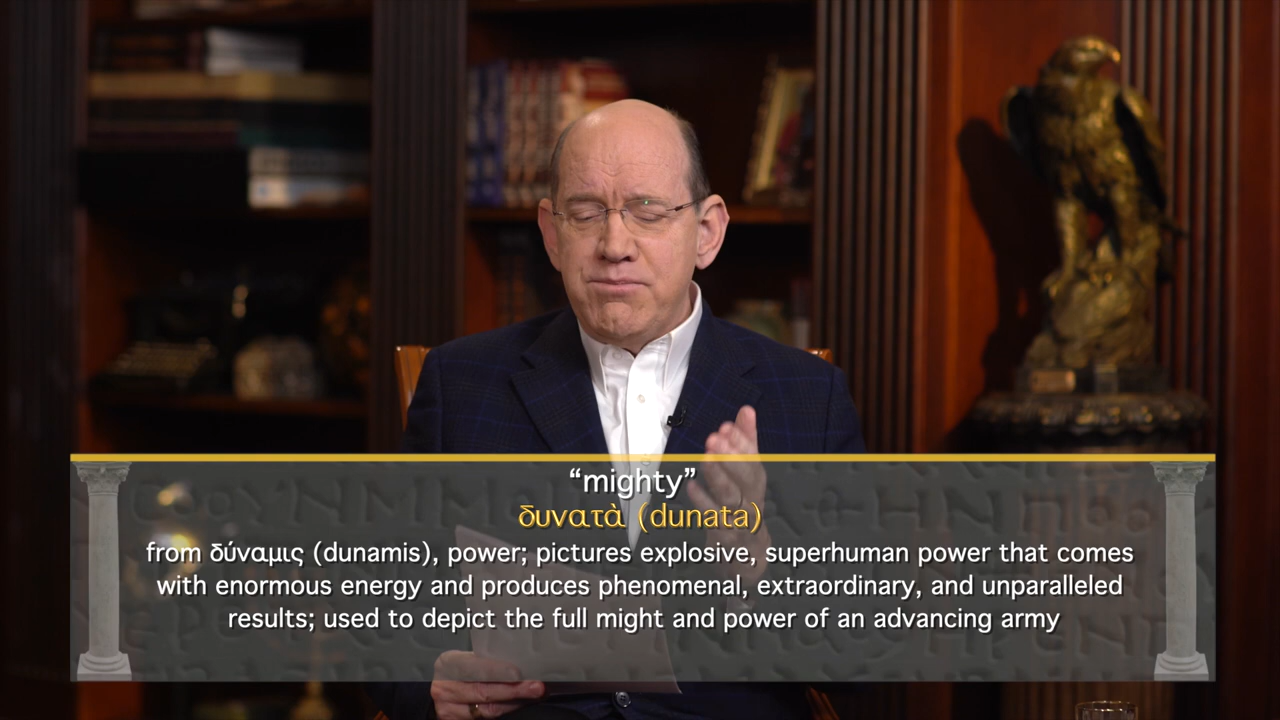 “mighty”
δυνατὰ (dunata)
from δύναμις (dunamis), power; pictures explosive, superhuman power that comes
with enormous energy and produces phenomenal, extraordinary, and unparalleled
results; used to depict the full might and power of an advancing army